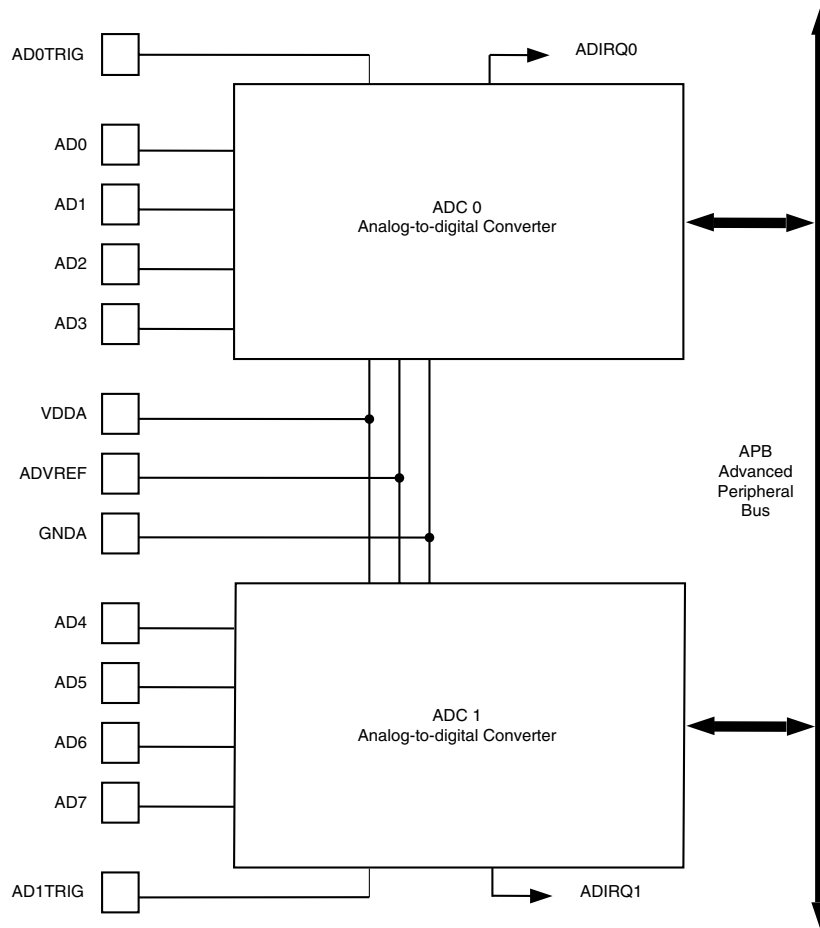 AD0TRIG
ADIRQ0
AD0
AD1
AD2
AD3
ADC 0
Analog-to-digital Converter
VDDA
ADVREF
GNDA
APB
Advanced
Peripheral
Bus
AD4
AD5
AD6
AD7
ADC 1
Analog-to-digital Converter
AD1TRIG
ADIRQ1